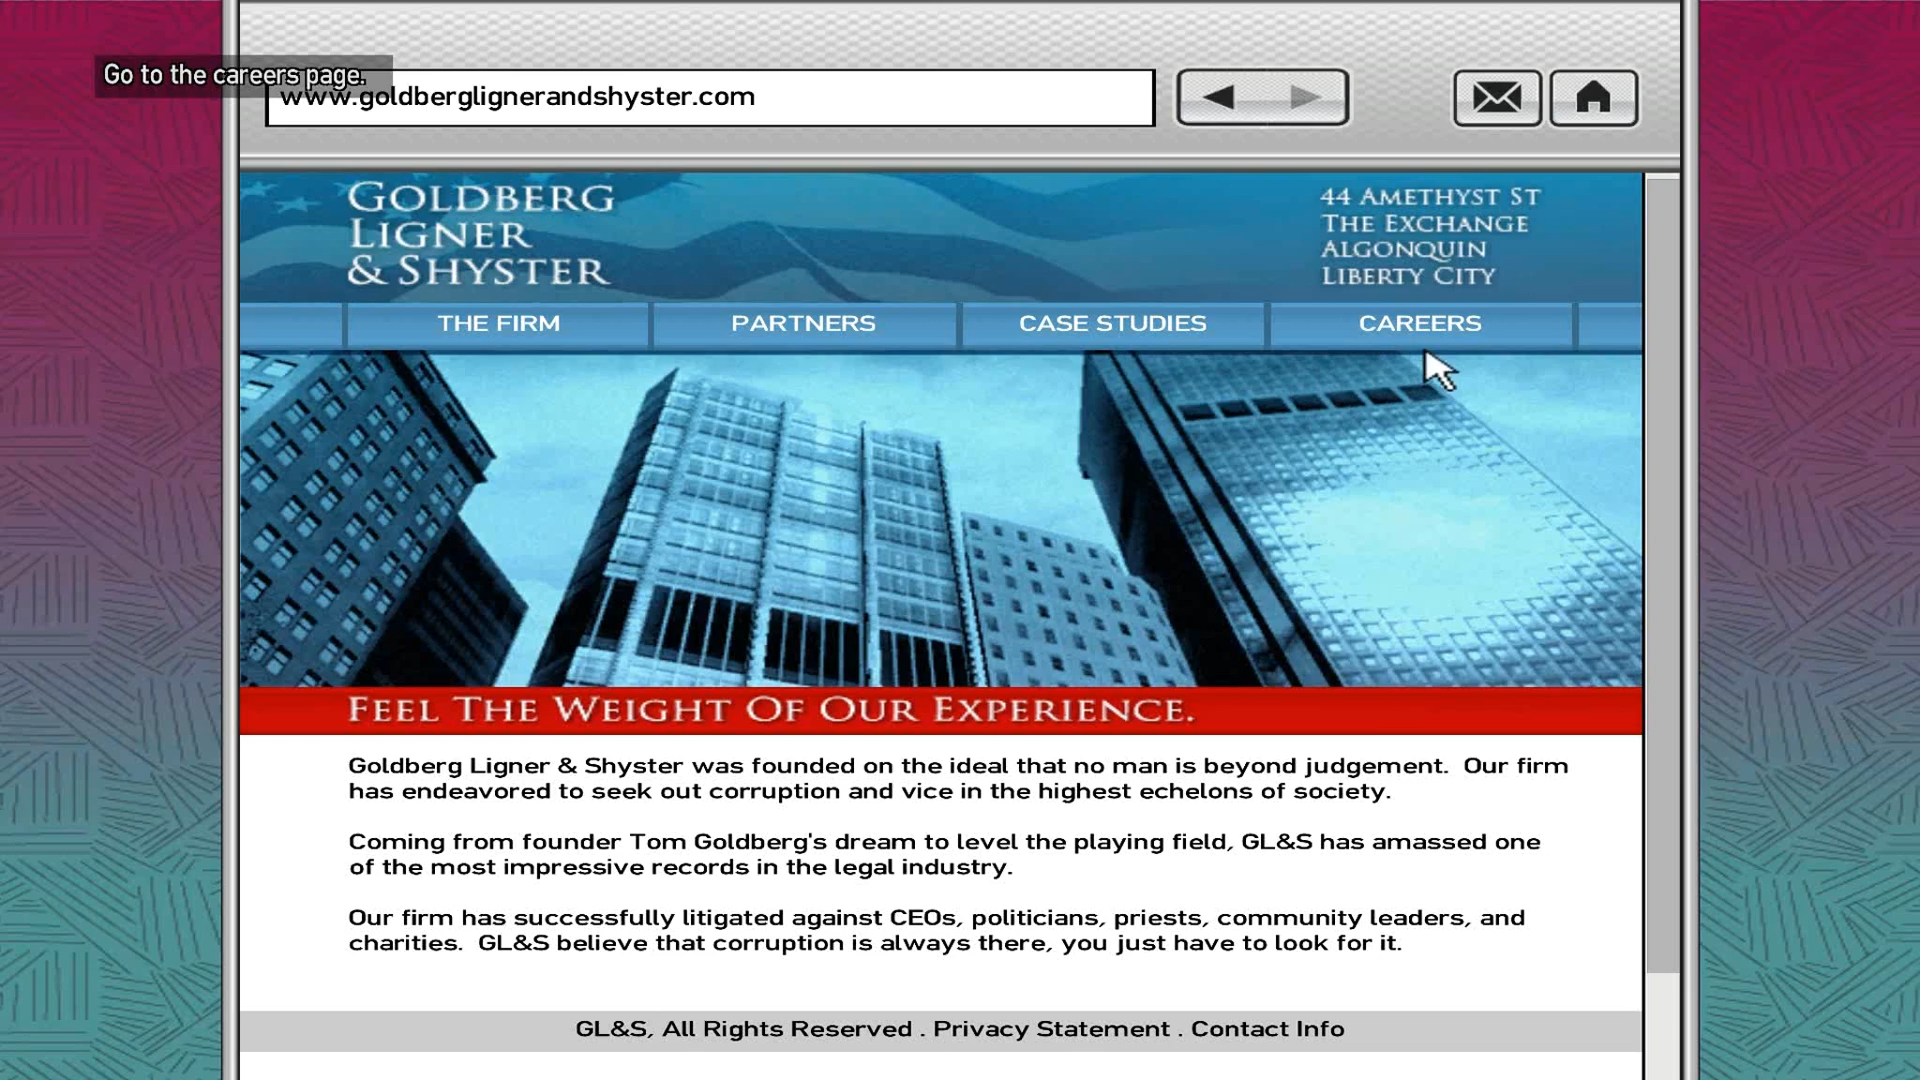 Go to the careers page.
www.goldberglignerandshyster.com
GOLDBERG
LIGNER
& SHYSTER
44 AMETHYST ST
THE EXCHANGE
ALGONQUIN
LIBERTY CITY
THE FIRM
PARTNERS
CASE STUDIES
CAREERS
FEEL THE WEIGHT OF OUR EXPERIENCE.
Goldberg Ligner & Shyster was founded on the ideal that no man is beyond judgement.  Our firm
has endeavored to seek out corruption and vice in the highest echelons of society.
Coming from founder Tom Goldberg's dream to level the playing field, GL&S has amassed one
of the most impressive records in the legal industry.
Our firm has successfully litigated against CEOs, politicians, priests, community leaders, and
charities.  GL&S believe that corruption is always there, you just have to look for it.
GL&S, All Rights Reserved . Privacy Statement . Contact Info